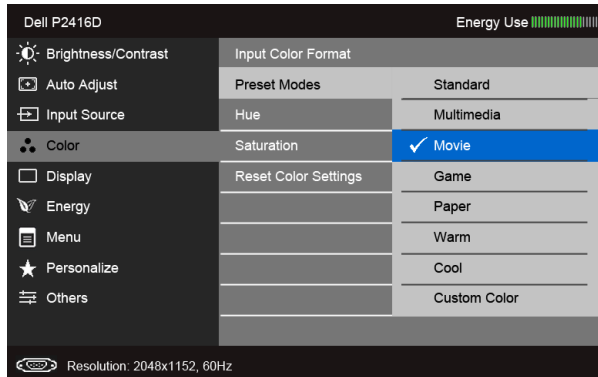 Dell P2416D Energy Use
Brightness/Contrast Input Color Format
Auto Adjust Preset Modes Standard
Input Source Hue Multimedia
Color Saturation Movie
Display Reset Color Settings Game
Energy Paper
Menu Warm
Personalize Cool
Others Custom Color
Resolution: 2048x1152, 60Hz